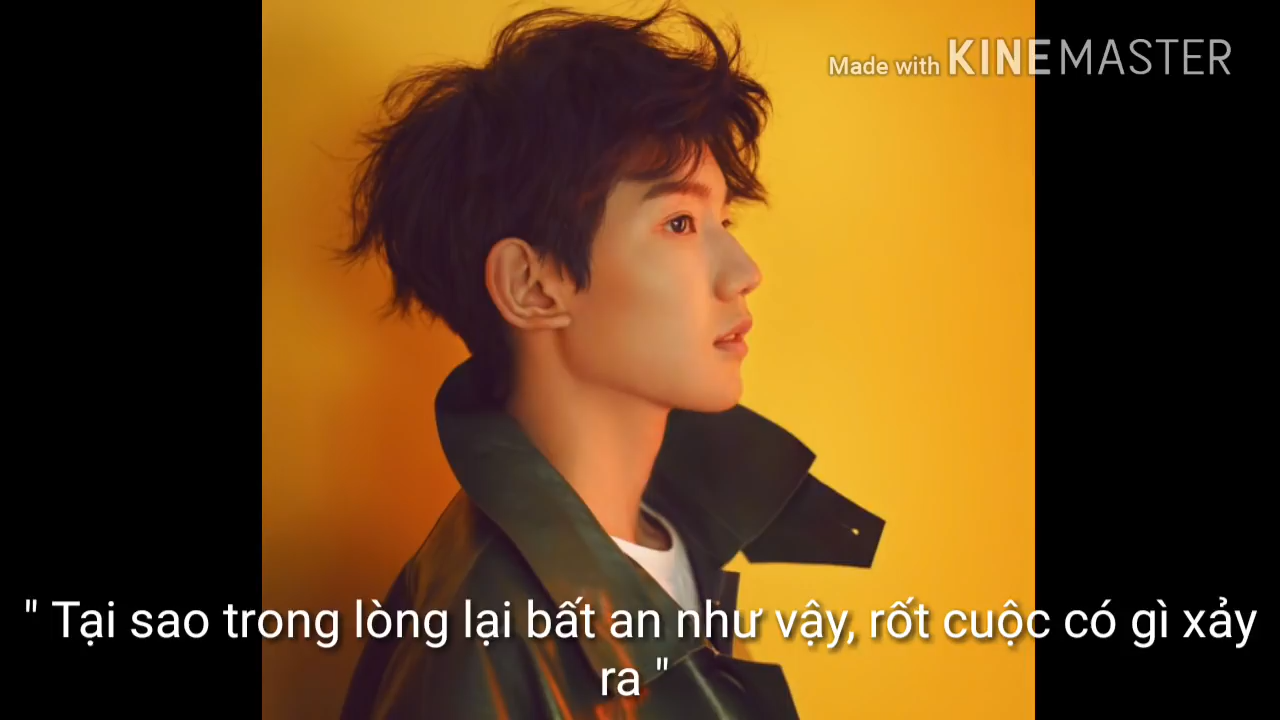 Made with KINEMASTER
" Tại sao trong lòng lại bất an như vậy, rốt cuộc có gì xảy
ra "